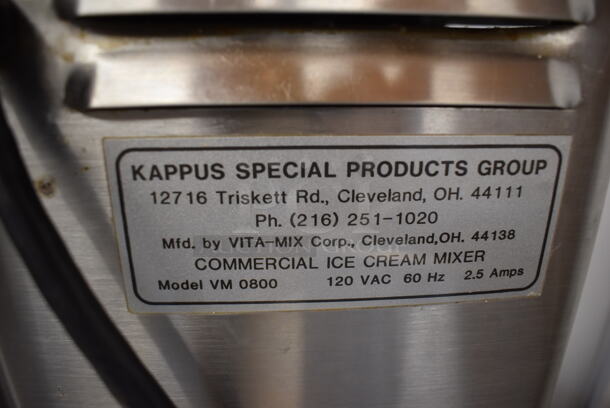 KAPPUS SPECIAL PRODUCTS GROUP
12716 Triskett Rd., Cleveland, OH. 44111
Ph. (216) 251-1020
Mfd. by VITA-MIX Corp., Cleveland,OH. 44138
COMMERCIAL ICE CREAM MIXER
Model VM 0800 120 VAC 60 Hz 2.5 Amps